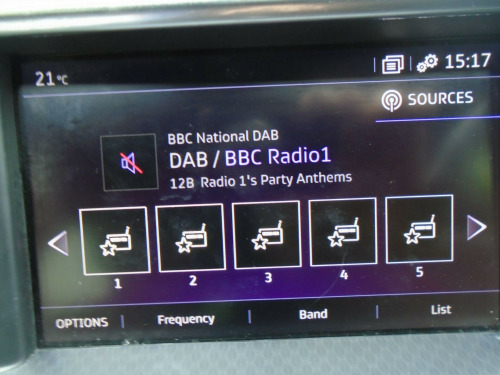 21 °C
15:17
SOURCES
BBC National DAB
DAB / BBC Radio1
12B Radio 1's Party Anthems
1 2 3 4 5
OPTIONS Frequency Band List